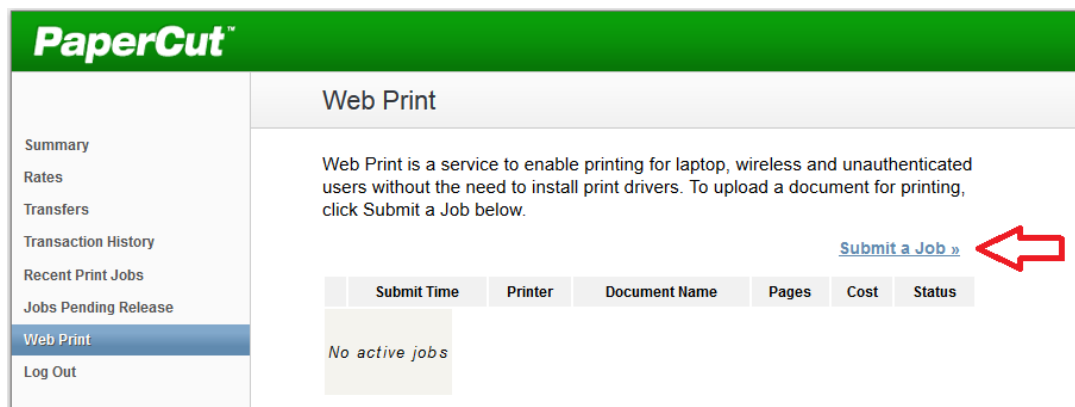 PaperCut™
Web Print
Summary
Rates
Transfers
Transaction History
Recent Print Jobs
Jobs Pending Release
Web Print
Log Out
Web Print is a service to enable printing for laptop, wireless and unauthenticated
users without the need to install print drivers. To upload a document for printing,
click Submit a Job below.
Submit a Job »
Submit Time Printer Document Name Pages Cost Status
No active jobs